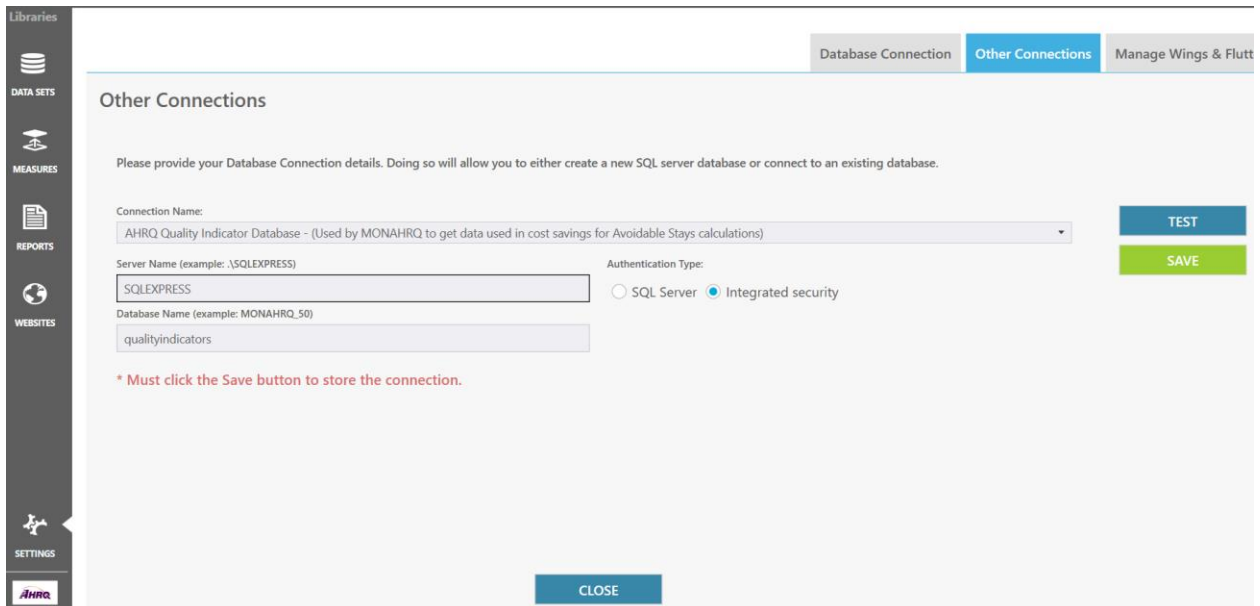 Libraries
DATA SETS
MEASURES
REPORTS
WEBSITES
SETTINGS
AHRQ
Database Connection
Other Connections
Manage Wings & Flutt
Other Connections
Please provide your Database Connection details. Doing so will allow you to either create a new SQL server database or connect to an existing database.
Connection Name:
AHRQ Quality Indicator Database - (Used by MONAHRQ to get data used in cost savings for Avoidable Stays calculations)
TEST
SAVE
Server Name (example: .\SQLEXPRESS)
SQLEXPRESS
Authentication Type:
SQL Server
Integrated security
Database Name (example: MONAHRQ_50)
qualityindicators
* Must click the Save button to store the connection.
CLOSE